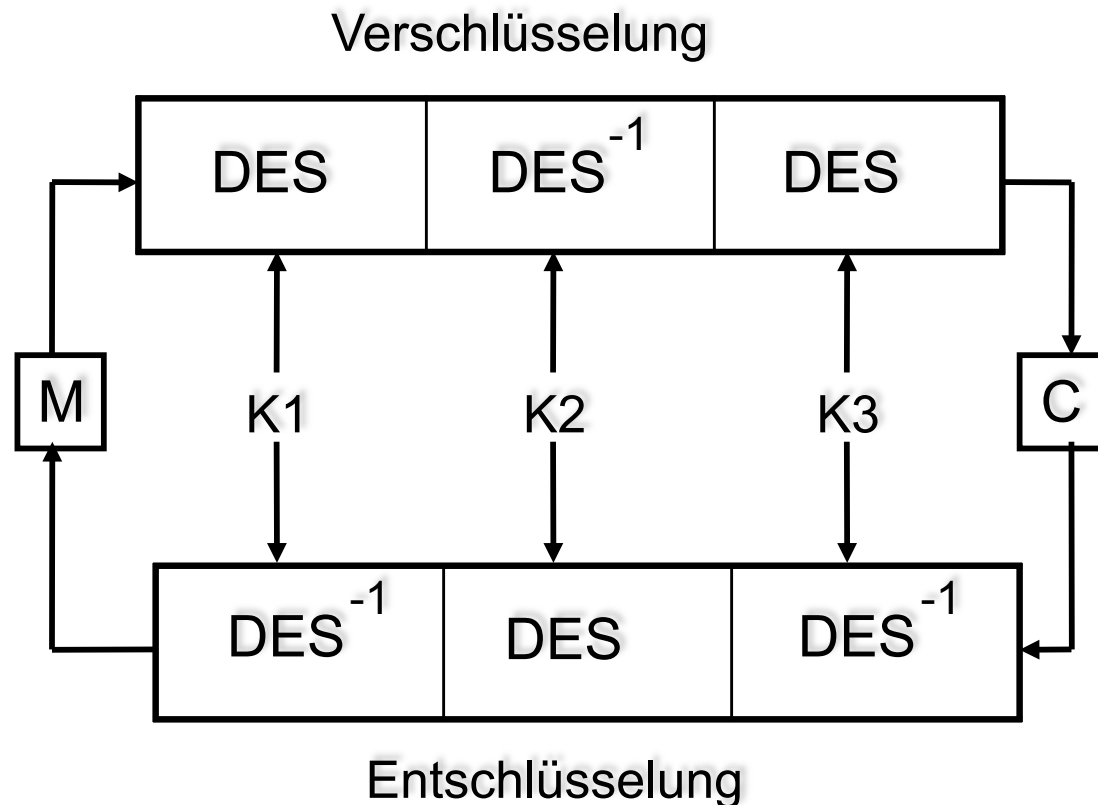 Verschlüsselung
DES DES⁻¹ DES
M K1 K2 K3 C
DES⁻¹ DES DES⁻¹
Entschlüsselung